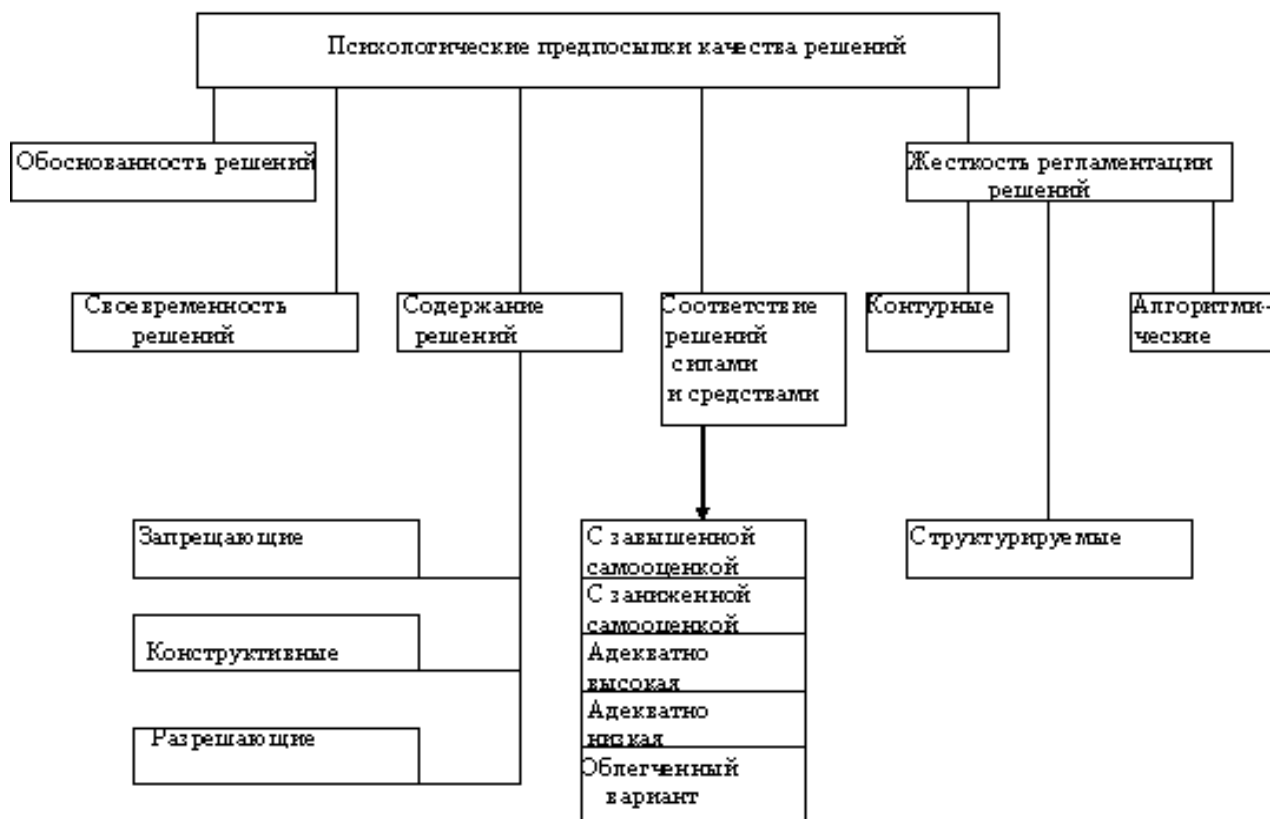 Психологические предпосылки качества решений
Обоснованность решений
Жесткость регламентации
решений
Своевременность
решений
Содержание
решений
Соответствие
решений
силами
и средствами
Контурные
Алгоритми-
ческие
Запрещающие
Конструктивные
Разрешающие
С завышенной
самооценкой
С заниженной
самооценкой
Адекватно
высокая
Адекватно
низкая
Облегченный
вариант
Структурируемые